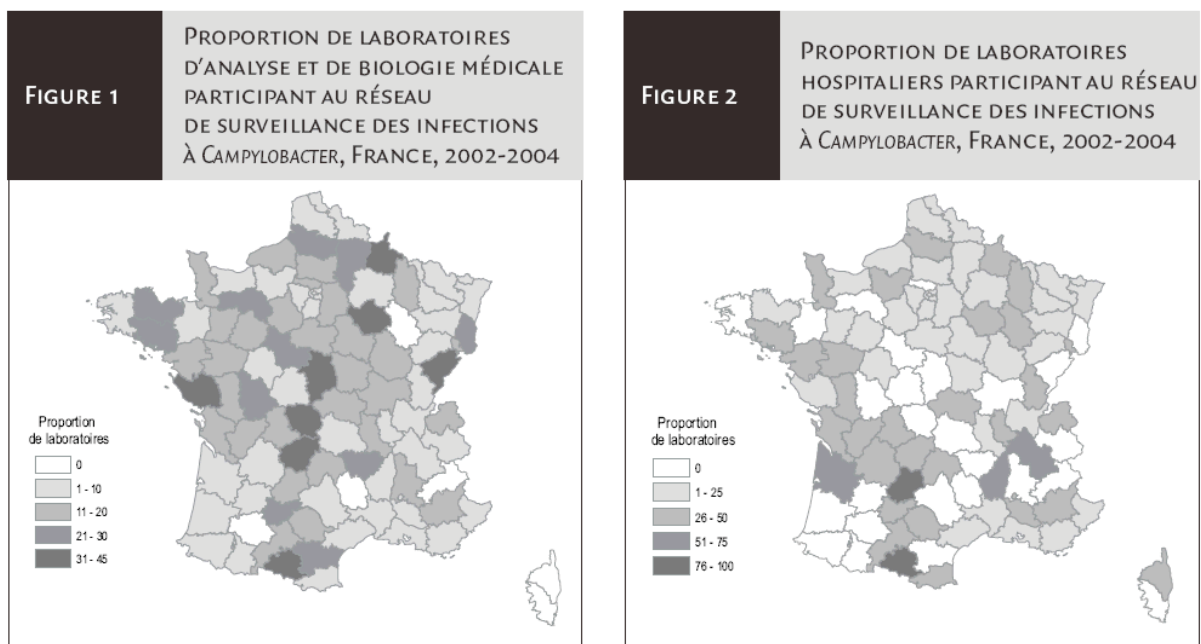 FIGURE 1
PROPORTION DE LABORATOIRES
D'ANALYSE ET DE BIOLOGIE MÉDICALE
PARTICIPANT AU RÉSEAU
DE SURVEILLANCE DES INFECTIONS
À CAMPYLOBACTER, FRANCE, 2002-2004
Proportion
de laboratoires
0
1 - 10
11 - 20
21 - 30
31 - 45
FIGURE 2
PROPORTION DE LABORATOIRES
HOSPITALIERS PARTICIPANT AU RÉSEAU
DE SURVEILLANCE DES INFECTIONS
À CAMPYLOBACTER, FRANCE, 2002-2004
Proportion
de laboratoires
0
1 - 25
26 - 50
51 - 75
76 - 100